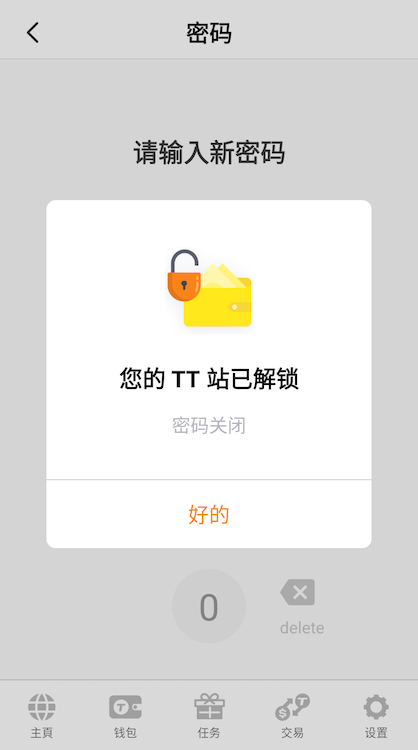 密码
请输入新密码
您的 TT 站已解锁
密码关闭
好的
0
delete
主頁
钱包
任务
交易
设置